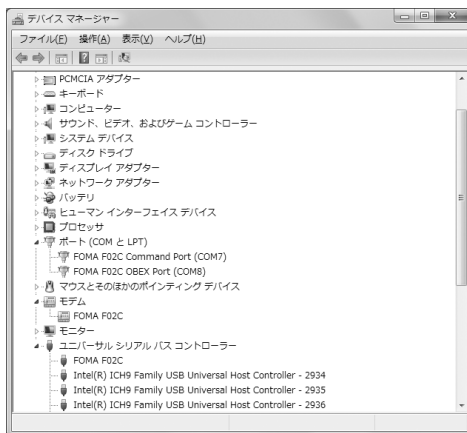 デバイス マネージャー
ファイル(F) 操作(A) 表示(V) ヘルプ(H)
PCMCIA アダプター
キーボード
コンピューター
サウンド、ビデオ、およびゲーム コントローラー
システム デバイス
ディスク ドライブ
ディスプレイ アダプター
ネットワーク アダプター
バッテリ
ヒューマン インターフェイス デバイス
プロセッサ
ポート (COM と LPT)
FOMA F02C Command Port (COM7)
FOMA F02C OBEX Port (COM8)
マウスとそのほかのポインティング デバイス
モデム
FOMA F02C
モニター
ユニバーサル シリアル バス コントローラー
FOMA F02C
Intel(R) ICH9 Family USB Universal Host Controller - 2934
Intel(R) ICH9 Family USB Universal Host Controller - 2935
Intel(R) ICH9 Family USB Universal Host Controller - 2936